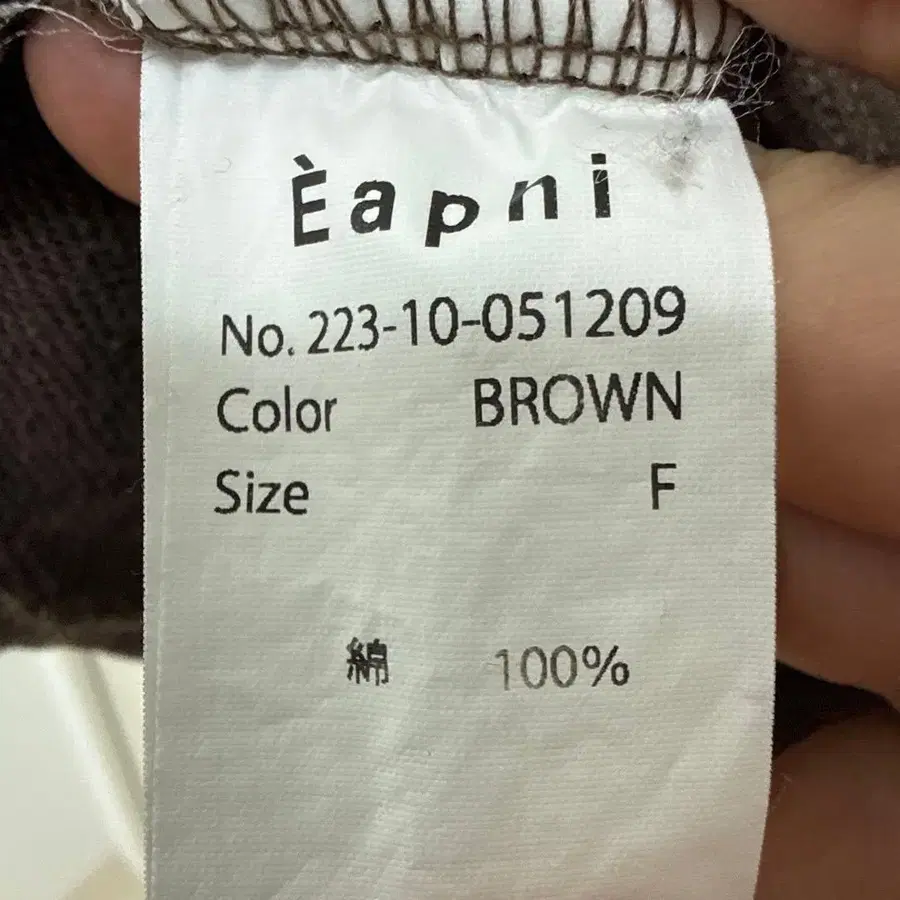 Èapni
No. 223-10-051209
Color BROWN
Size F
綿 100%